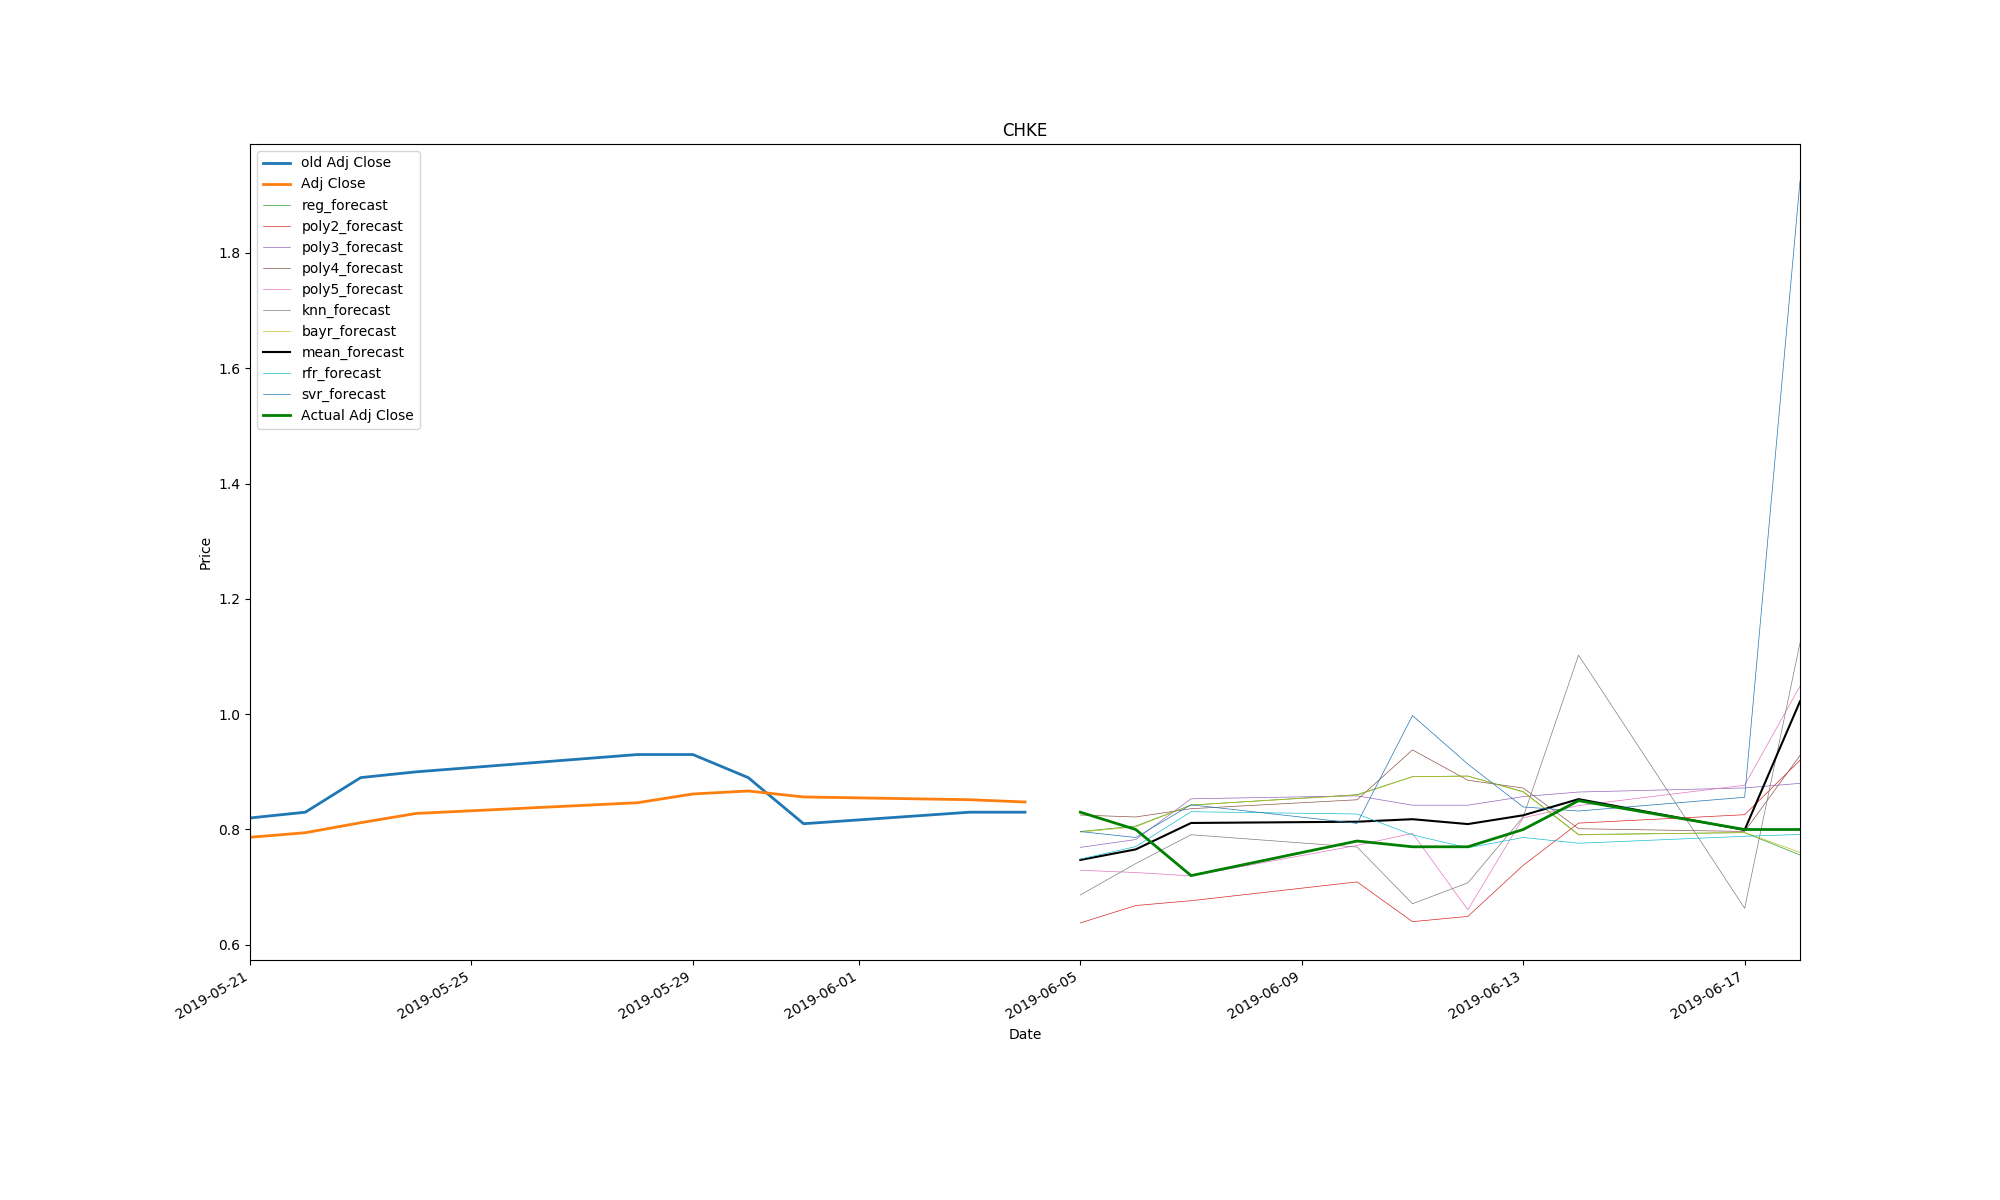 CHKE
old Adj Close
Adj Close
reg_forecast
poly2_forecast
poly3_forecast
poly4_forecast
poly5_forecast
knn_forecast
bayr_forecast
mean_forecast
rfr_forecast
svr_forecast
Actual Adj Close
Price
1.8
1.6
1.4
1.2
1.0
0.8
0.6
2019-05-21
2019-05-25
2019-05-29
2019-06-01
2019-06-05
2019-06-09
2019-06-13
2019-06-17
Date